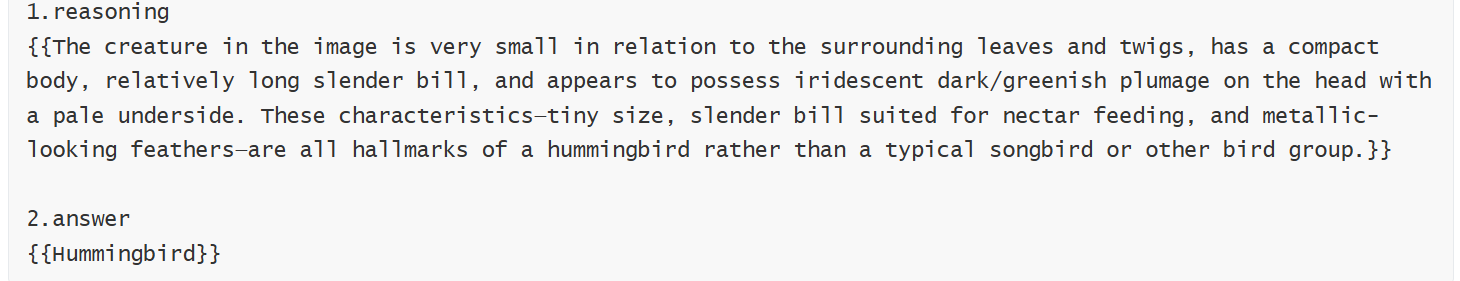 1.reasoning
{{The creature in the image is very small in relation to the surrounding leaves and twigs, has a compact
body, relatively long slender bill, and appears to possess iridescent dark/greenish plumage on the head with
a pale underside. These characteristics—tiny size, slender bill suited for nectar feeding, and metallic-
looking feathers—are all hallmarks of a hummingbird rather than a typical songbird or other bird group.}}
2.answer
{{Hummingbird}}